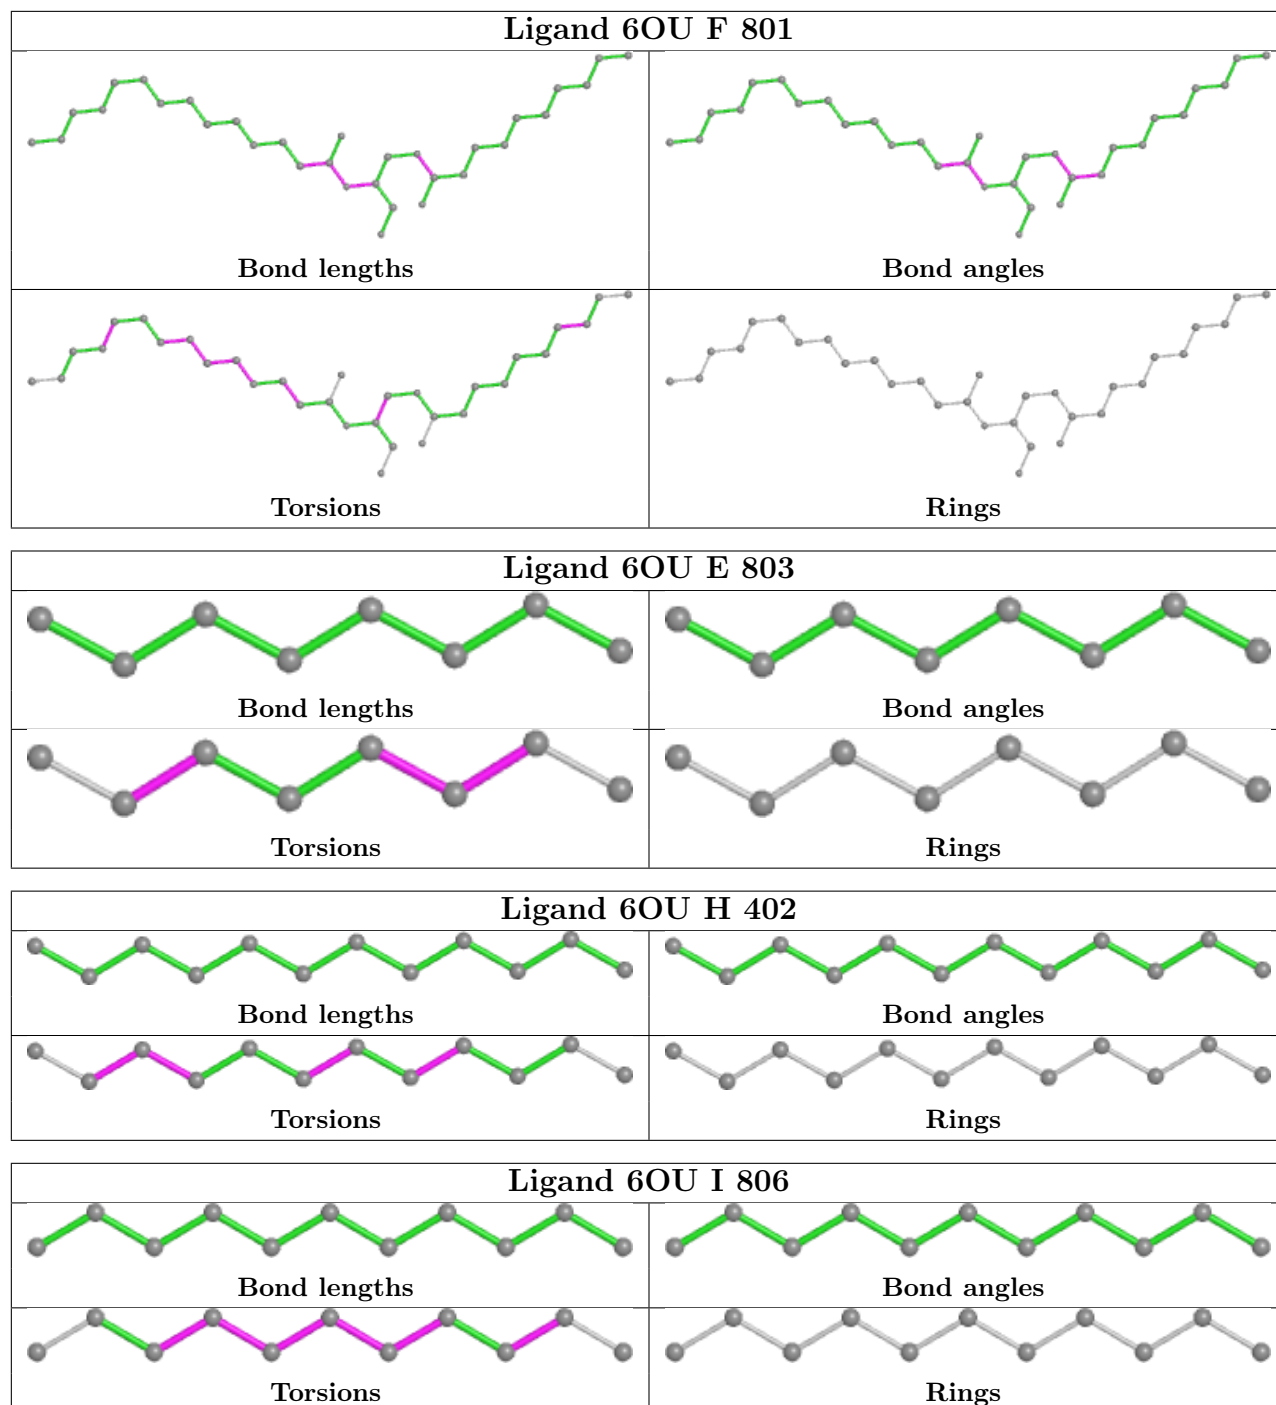 Ligand 6OU F 801
Bond lengths
Bond angles
Torsions
Rings
Ligand 6OU E 803
Bond lengths
Bond angles
Torsions
Rings
Ligand 6OU H 402
Bond lengths
Bond angles
Torsions
Rings
Ligand 6OU I 806
Bond lengths
Bond angles
Torsions
Rings